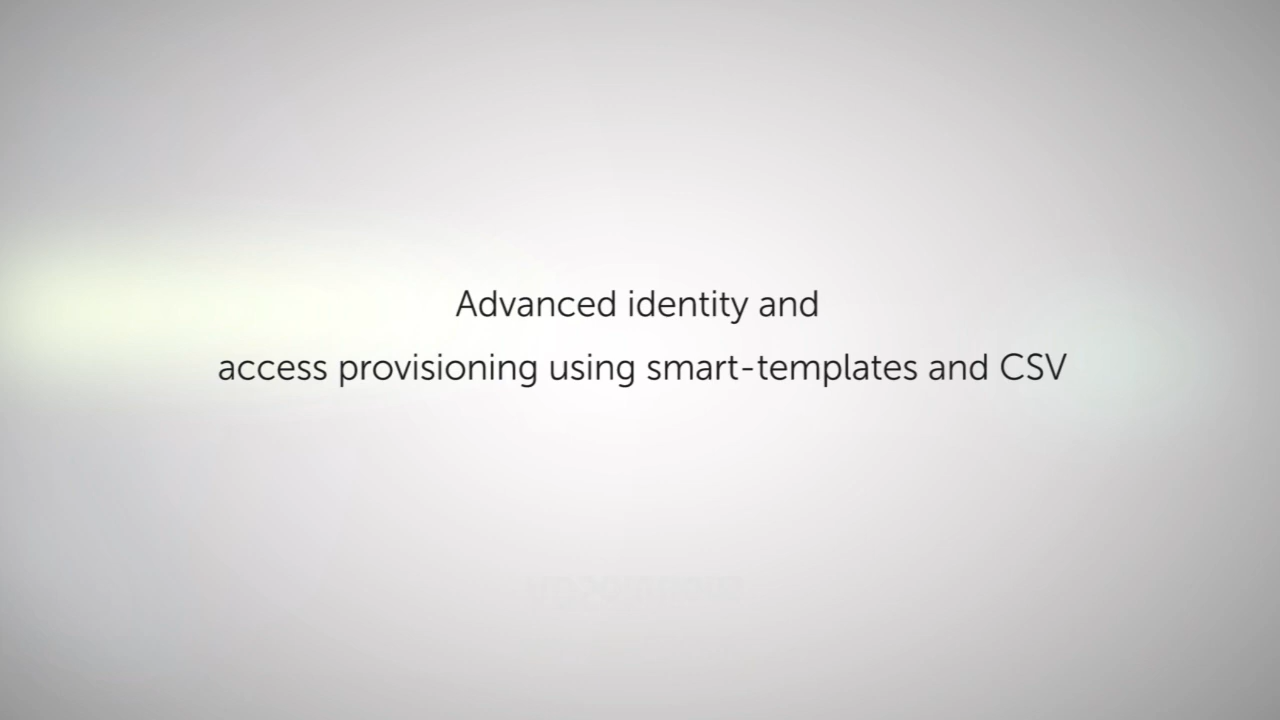 Advanced identity and
access provisioning using smart-templates and CSV